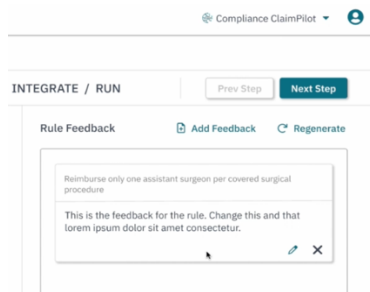 Compliance ClaimPilot
INTEGRATE / RUN
Prev Step
Next Step
Rule Feedback
Add Feedback
Regenerate
Reimburse only one assistant surgeon per covered surgical
procedure
This is the feedback for the rule. Change this and that
lorem ipsum dolor sit amet consectetur.